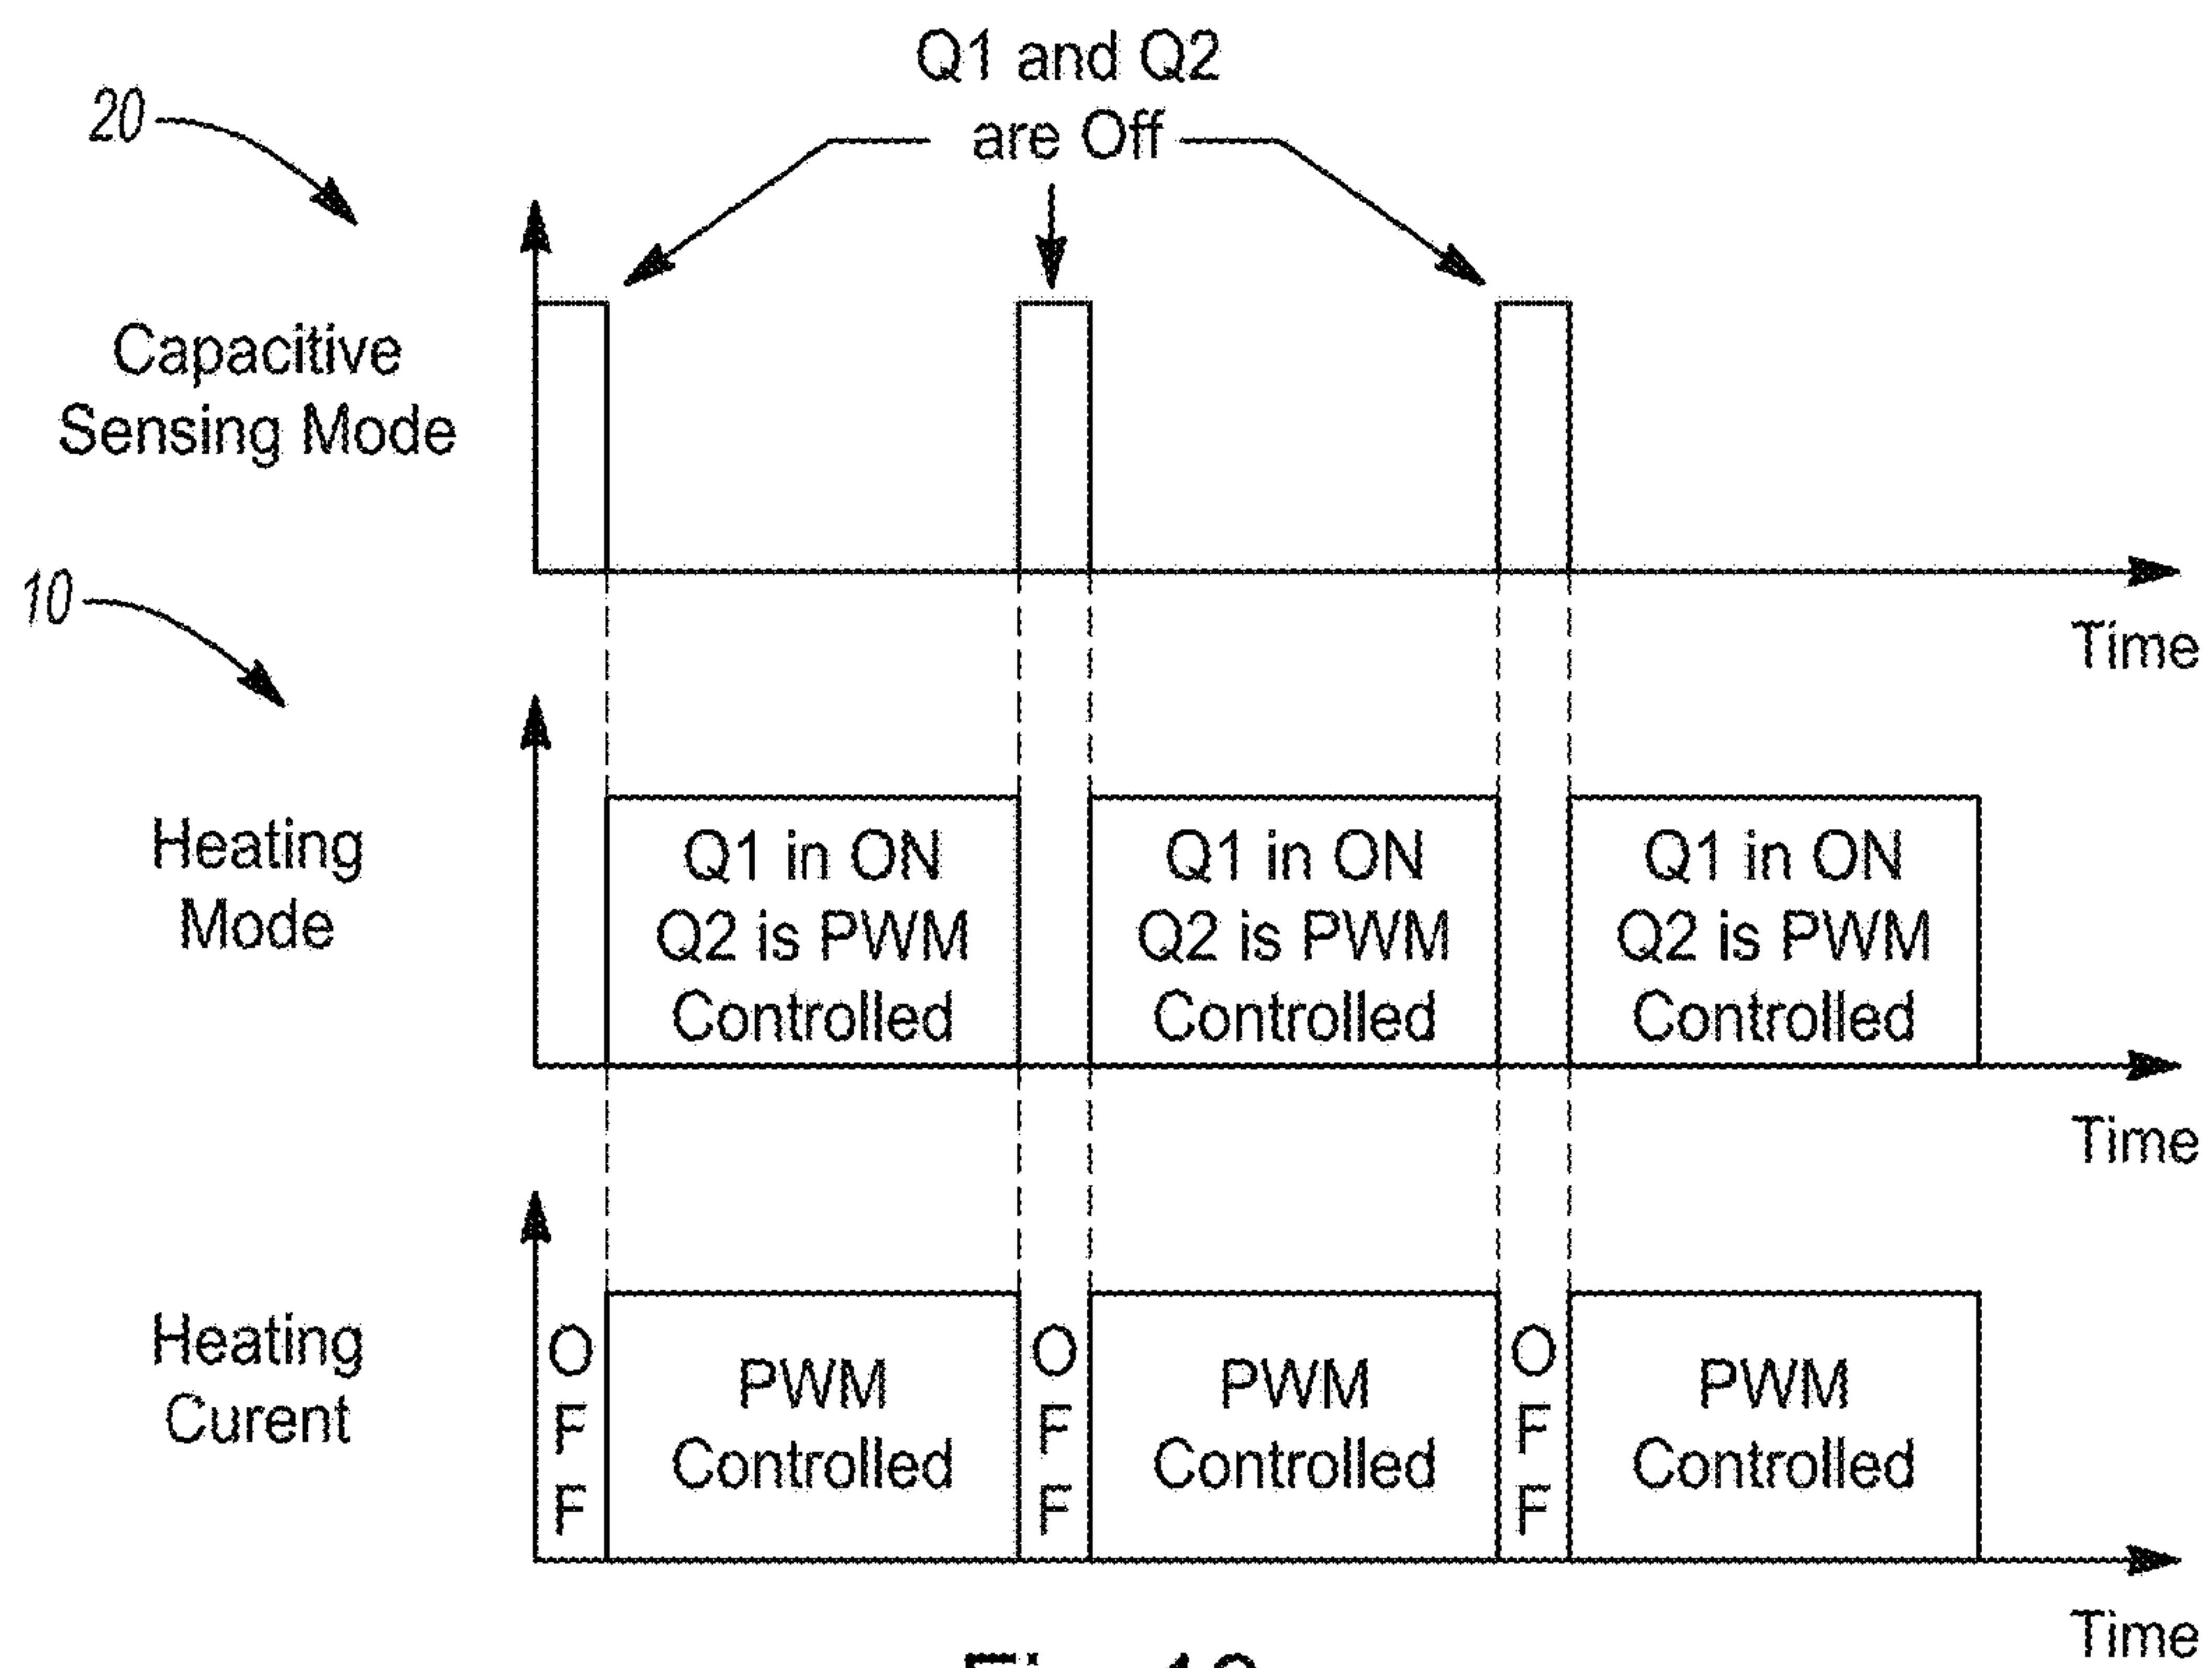 Q1 and Q2
are Off
20
Capacitive
Sensing Mode
Time
10
Heating
Mode
Q1 in ON
Q2 is PWM
Controlled
Q1 in ON
Q2 is PWM
Controlled
Q1 in ON
Q2 is PWM
Controlled
Time
Heating
Curent
O
F
F
PWM
Controlled
O
F
F
PWM
Controlled
O
F
F
PWM
Controlled
Time